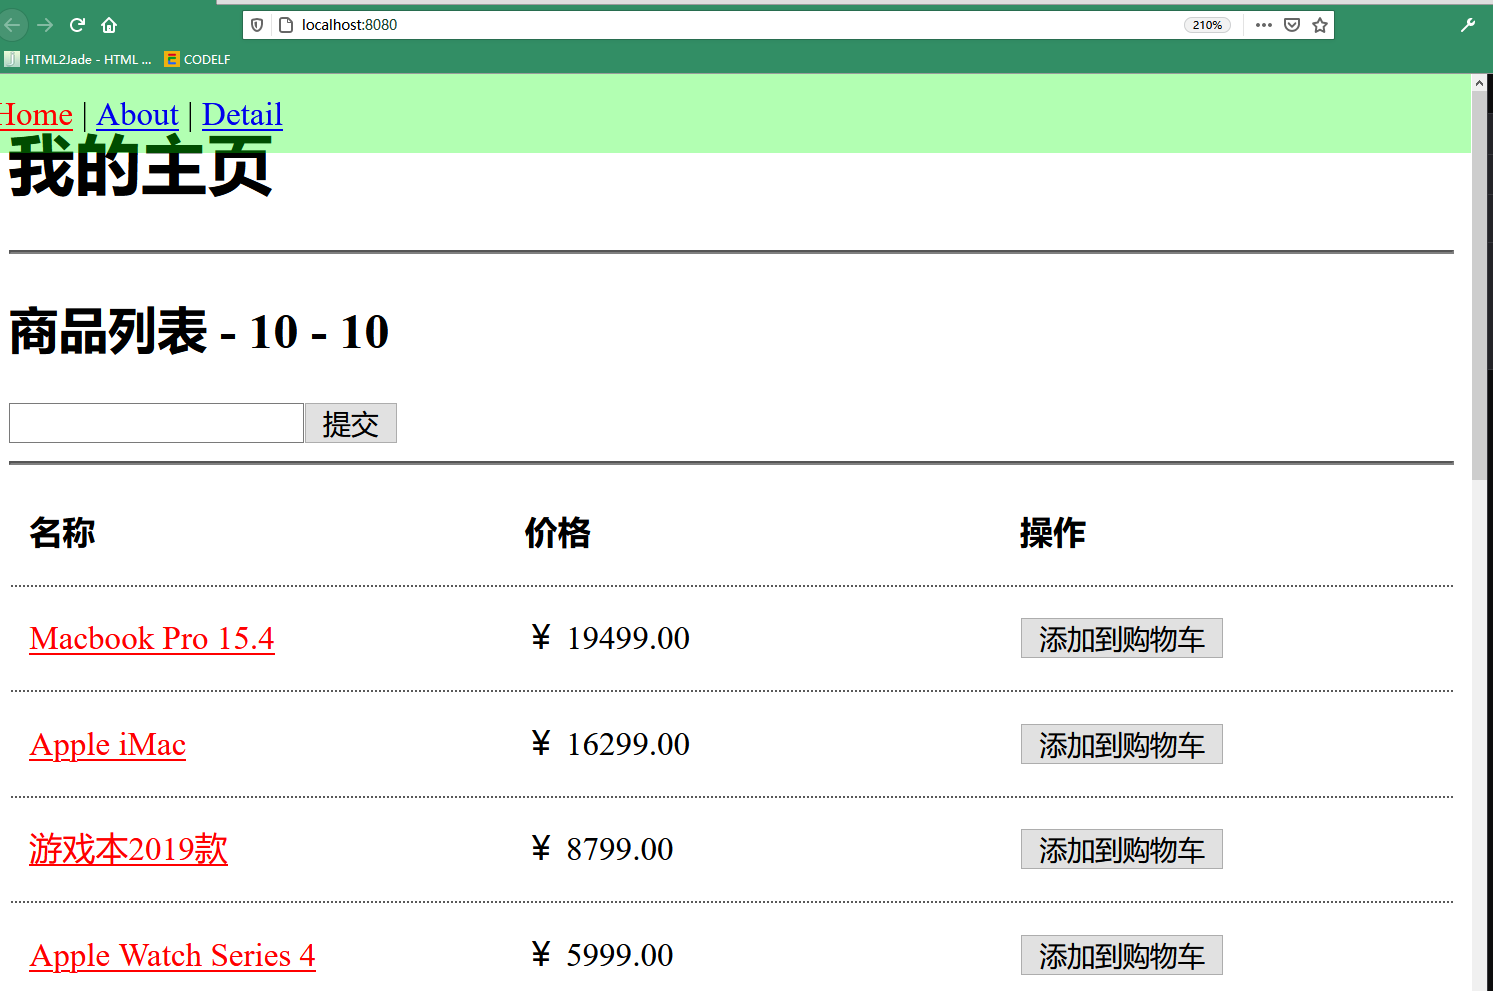 localhost:8080 210%
HTML2Jade - HTML ... CODELF
Home | About | Detail
我的主页
商品列表 - 10 - 10
提交
名称 价格 操作
Macbook Pro 15.4 ¥ 19499.00 添加到购物车
Apple iMac ¥ 16299.00 添加到购物车
游戏本2019款 ¥ 8799.00 添加到购物车
Apple Watch Series 4 ¥ 5999.00 添加到购物车